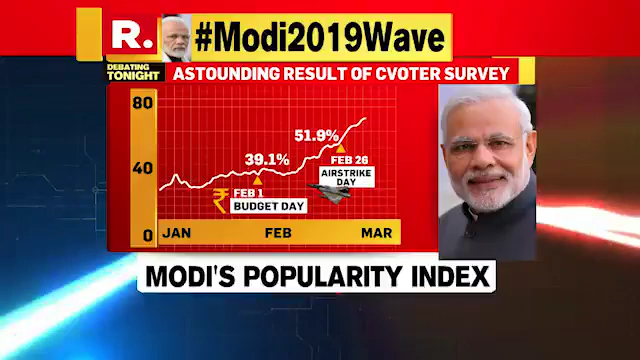 R.
#Modi2019Wave
DEBATING
TONIGHT
ASTOUNDING RESULT OF CVOTER SURVEY
80
40
0
39.1%
51.9%
₹
FEB 1
BUDGET DAY
FEB 26
AIRSTRIKE
DAY
JAN
FEB
MAR
MODI'S POPULARITY INDEX